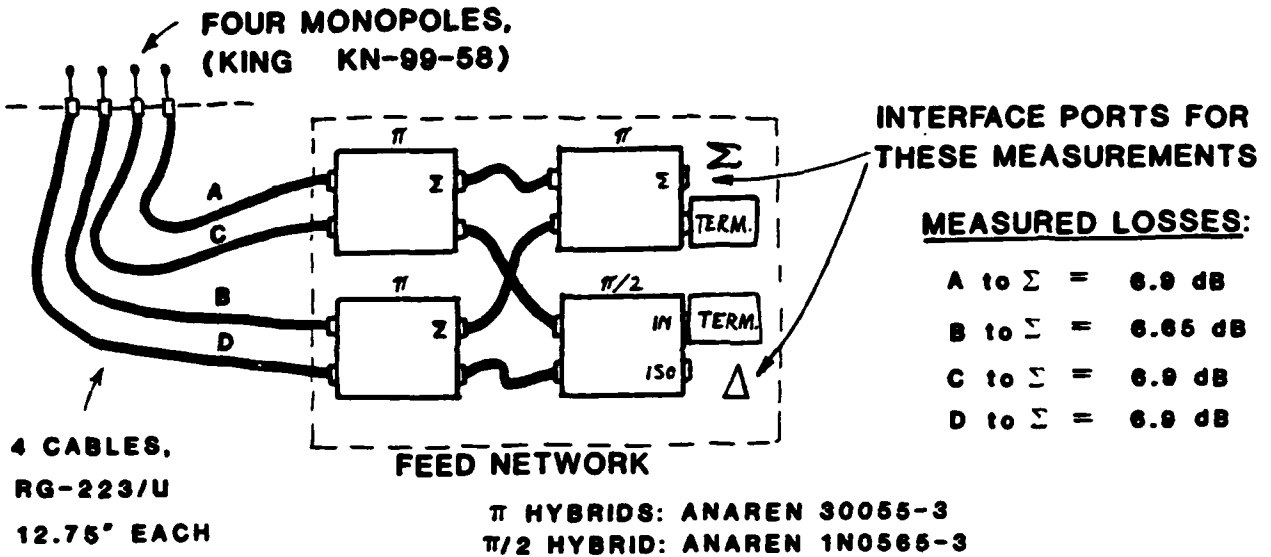 FOUR MONOPOLES,
(KING KN-99-58)
INTERFACE PORTS FOR
THESE MEASUREMENTS
MEASURED LOSSES:
A to Σ = 6.9 dB
B to Σ = 6.65 dB
C to Σ = 6.9 dB
D to Σ = 6.9 dB
π
π
Σ
Σ
Σ
TERM.
A
C
π
π/2
B
D
Σ
IN
TERM.
ISO
Δ
4 CABLES,
RG-223/U
12.75" EACH
FEED NETWORK
π HYBRIDS: ANAREN 30055-3
π/2 HYBRID: ANAREN 1N0565-3